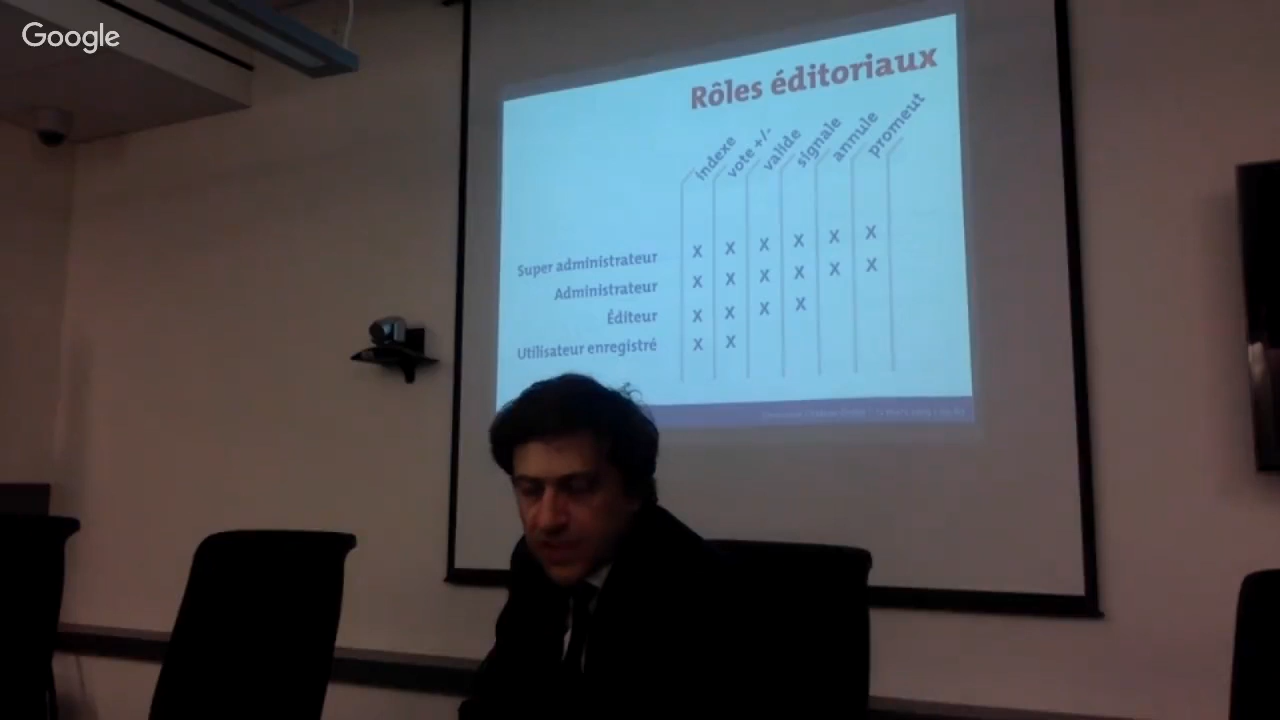 Google
Rôles éditoriaux
indexe vote +/- valide signale annule promeut
Super administrateur X X X X X X
Administrateur X X X X X X
Éditeur X X X X
Utilisateur enregistré X X